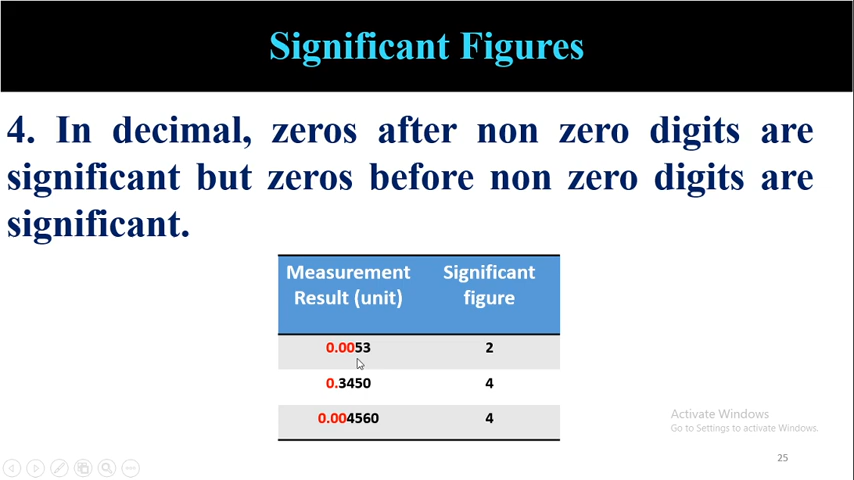 Significant Figures
4. In decimal, zeros after non zero digits are
significant but zeros before non zero digits are
significant.
Measurement Significant
Result (unit) figure
0.0053 2
0.3450 4
0.004560 4
Activate Windows
Go to Settings to activate Windows.
25